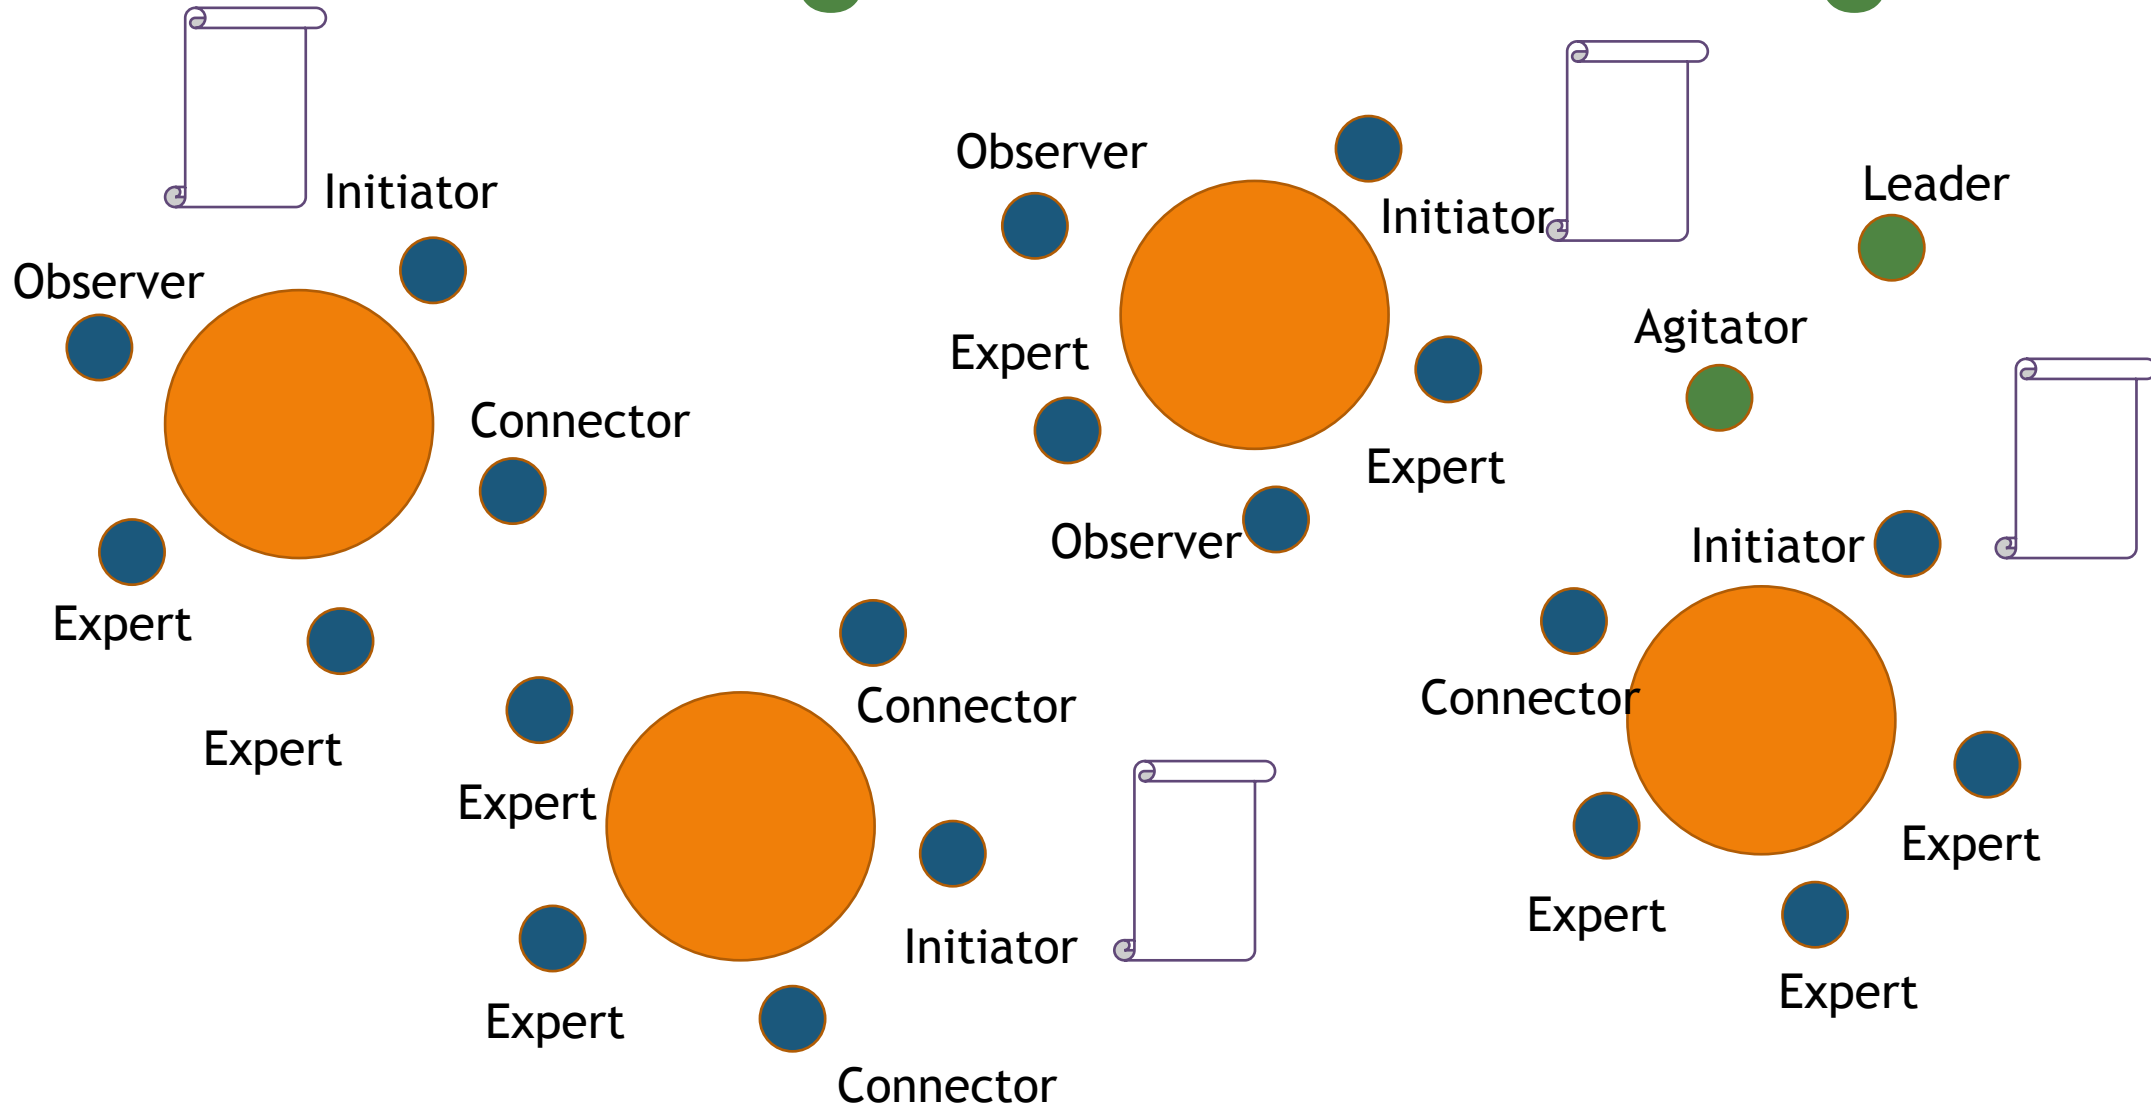 Observer
Leader
Initiator
Initiator
Observer
Agitator
Expert
Connector
Expert
Observer
Initiator
Expert
Connector
Connector
Expert
Expert
Expert
Expert
Initiator
Expert
Expert
Connector